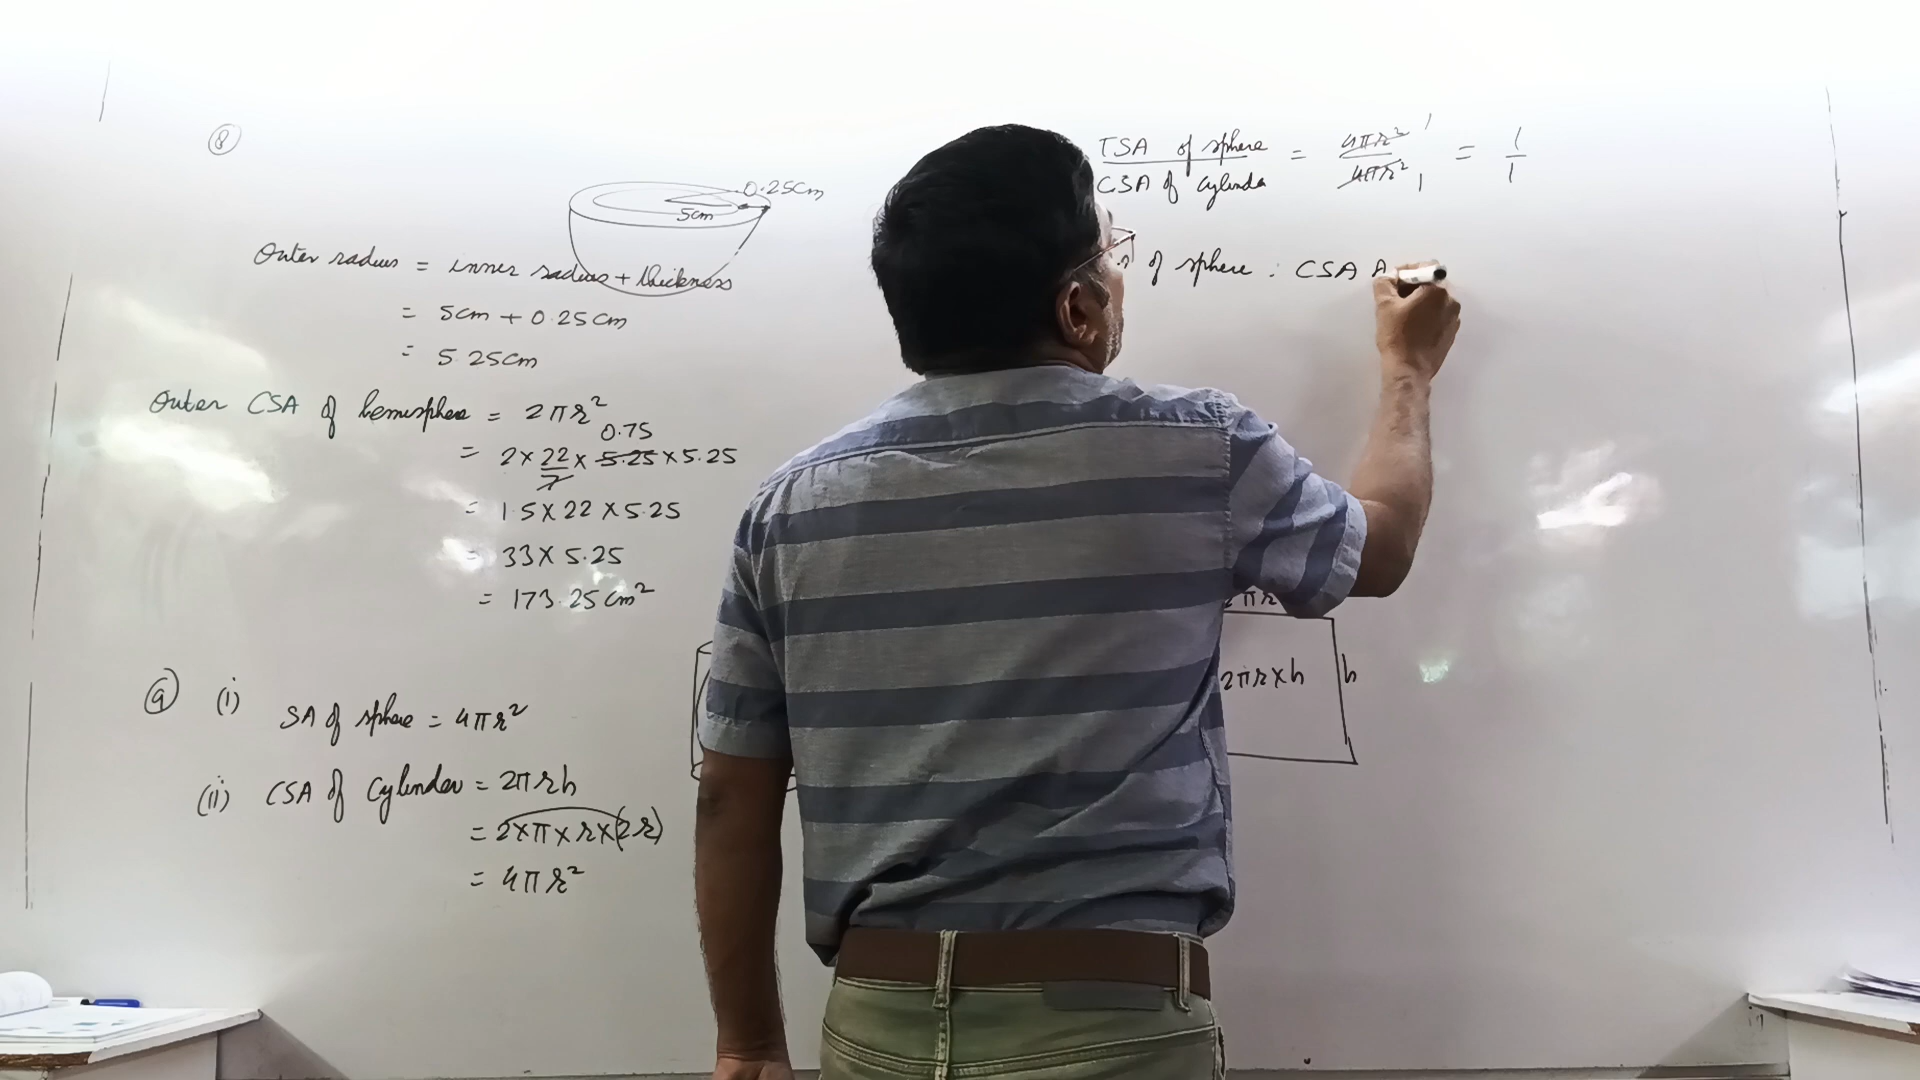 8
0.25cm
5cm
Outer radius = inner radius + thickness
= 5cm + 0.25cm
= 5.25cm
Outer CSA of hemisphere = 2πr²
0.75
= 2 × 22/7 × 5.25 × 5.25
= 1.5 × 22 × 5.25
= 33 × 5.25
= 173.25 cm²
9 (i) SA of sphere = 4πr²
(ii) CSA of Cylinder = 2πrh
= 2×π×r×(2r)
= 4πr²
TSA of sphere / CSA of cylinder = 4πr² 1 / 4πr² 1 = 1/1
of sphere : CSA
2πr
2πr×h h